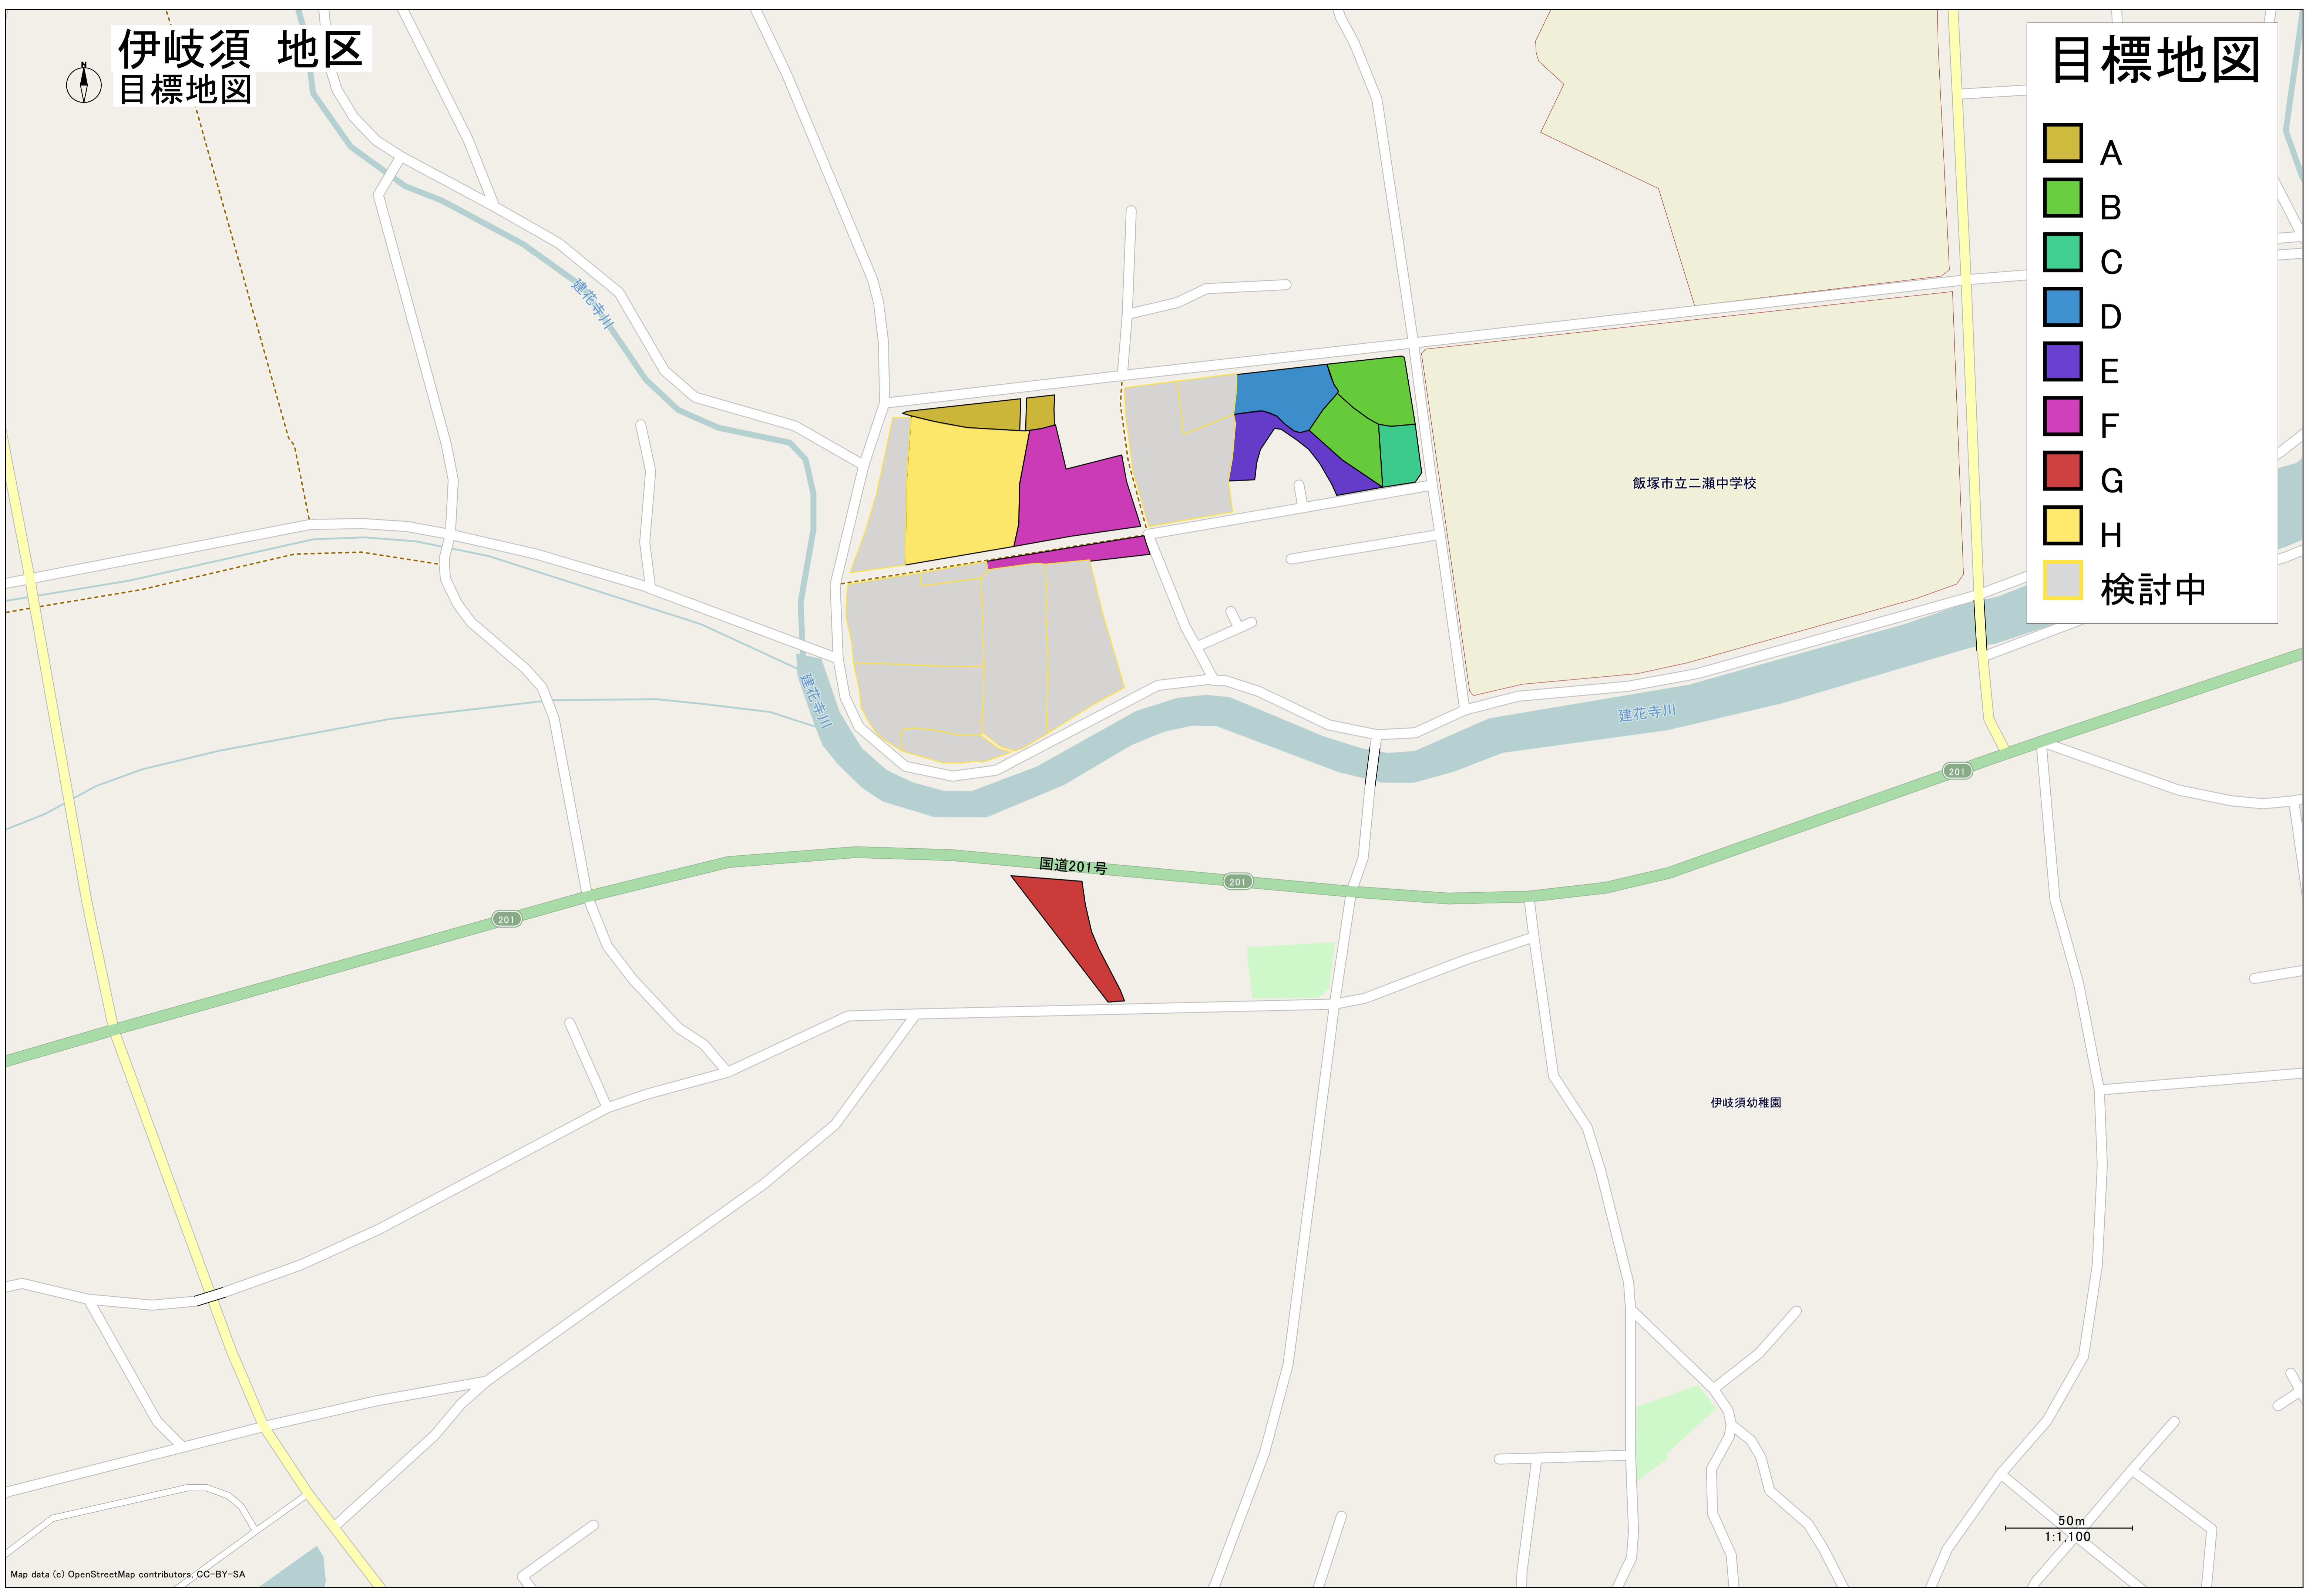 伊岐須 地区
目標地図
N
目標地図
A
B
C
D
E
F
G
H
検討中
建花寺川
飯塚市立二瀬中学校
建花寺川
建花寺川
201
国道201号
201
201
伊岐須幼稚園
50m
1:1,100
Map data (c) OpenStreetMap contributors, CC-BY-SA